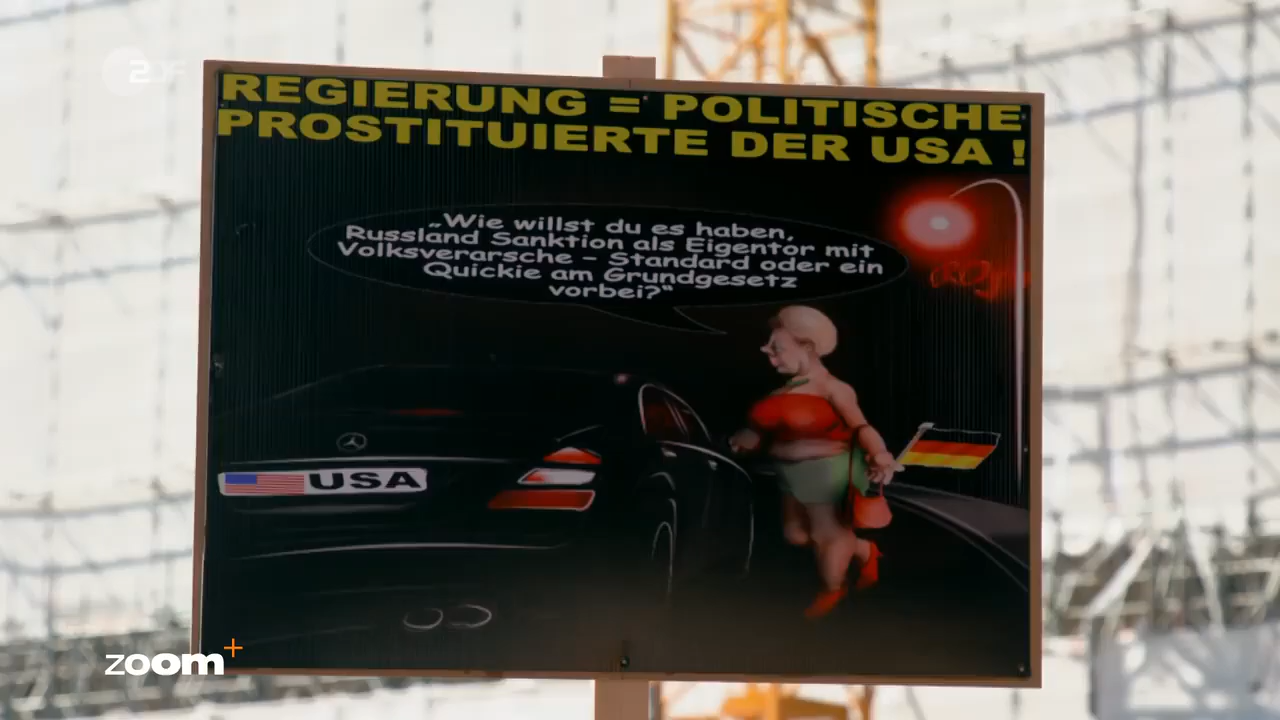 ZDF
REGIERUNG = POLITISCHE
PROSTITUIERTE DER USA !
„Wie willst du es haben,
Russland Sanktion als Eigentor mit
Volksverarsche – Standard oder ein
Quickie am Grundgesetz
vorbei?“
USA
zoom+